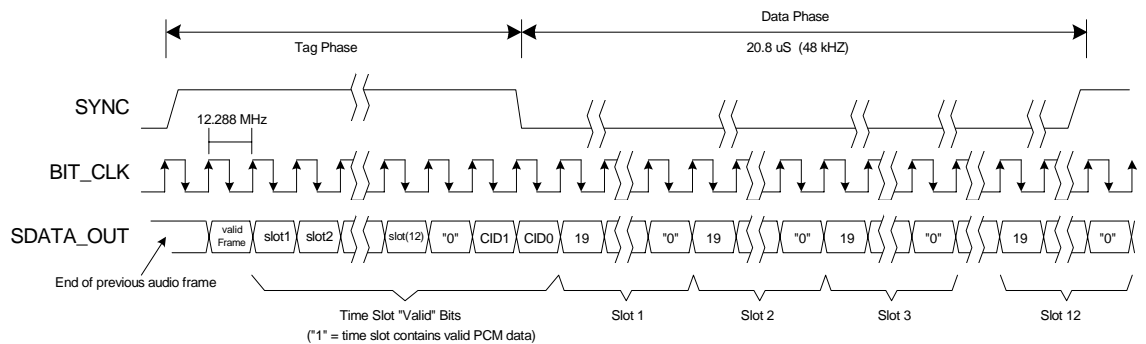 Tag Phase
Data Phase
20.8 uS (48 kHZ)
SYNC
12.288 MHz
BIT_CLK
SDATA_OUT
valid Frame
slot1
slot2
slot(12)
"0"
CID1
CID0
19
"0"
19
"0"
19
"0"
19
"0"
End of previous audio frame
Time Slot "Valid" Bits
("1" = time slot contains valid PCM data)
Slot 1
Slot 2
Slot 3
Slot 12